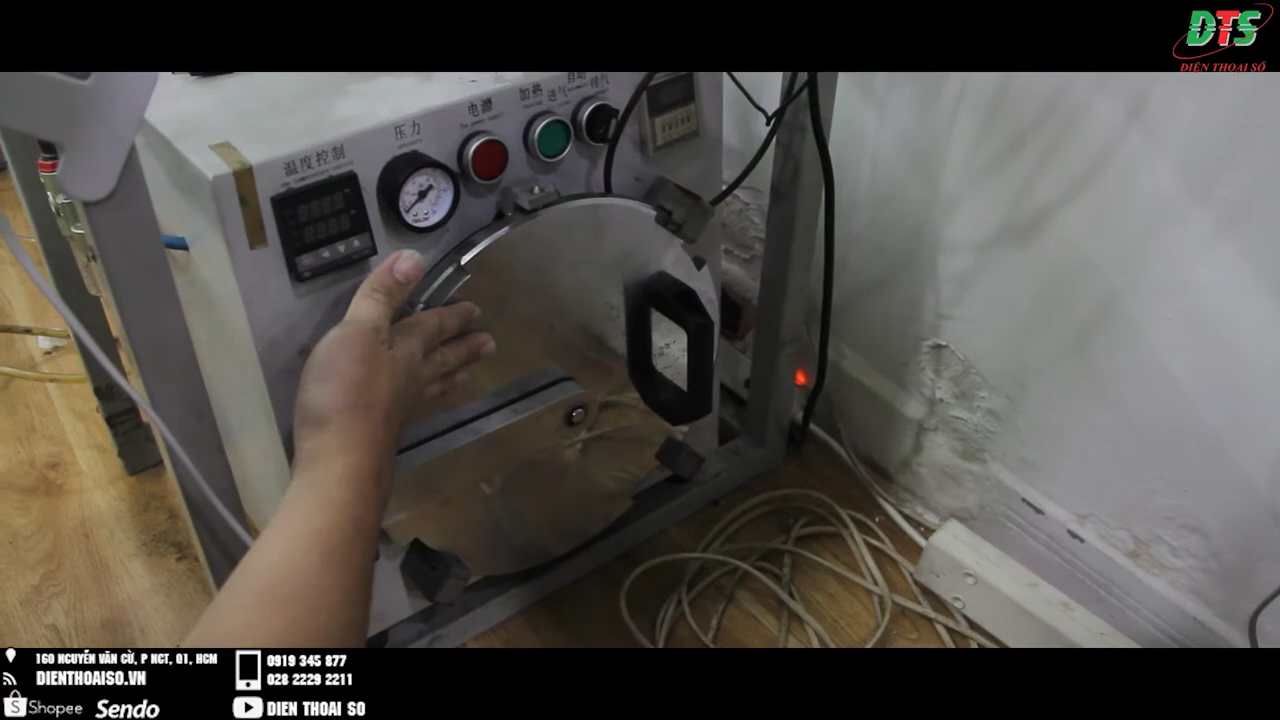 DTS
ĐIỆN THOẠI SỐ
温度控制
压力
电源
加热
进气
自动
排气
160 NGUYỄN VĂN CỪ, P NCT, Q1, HCM
DIENTHOAISO.VN
Shopee Sendo
0919 345 877
028 2229 2211
DIEN THOAI SO